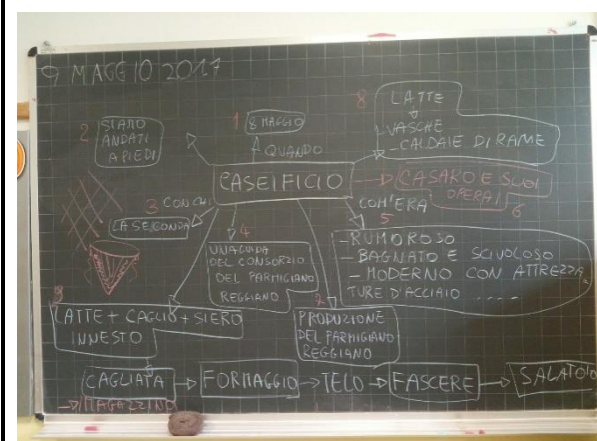 9 MAGGIO 2017
8
LATTE
VASCHE
- CALDAIE DI RAME
1 8 MAGGIO
QUANDO
2 SIAMO
ANDATI
A PIEDI
CASEIFICIO
CASARO E SUOI
OPERAI
6
3 CON CHI
LA SECONDA
4
UNA GUIDA
DEL CONSORZIO
DEL PARMIGIANO
REGGIANO
COM'ERA
5
- RUMOROSO
- BAGNATO E SCIVOLOSO
- MODERNO CON ATTREZZA
TURE D'ACCIAIO .....
LATTE + CAGLIO + SIERO
INNESTO
PRODUZIONE
DEL PARMIGIANO
REGGIANO
CAGLIATA
FORMAGGIO
TELO
FASCERE
SALATOIO
MAGAZZINO